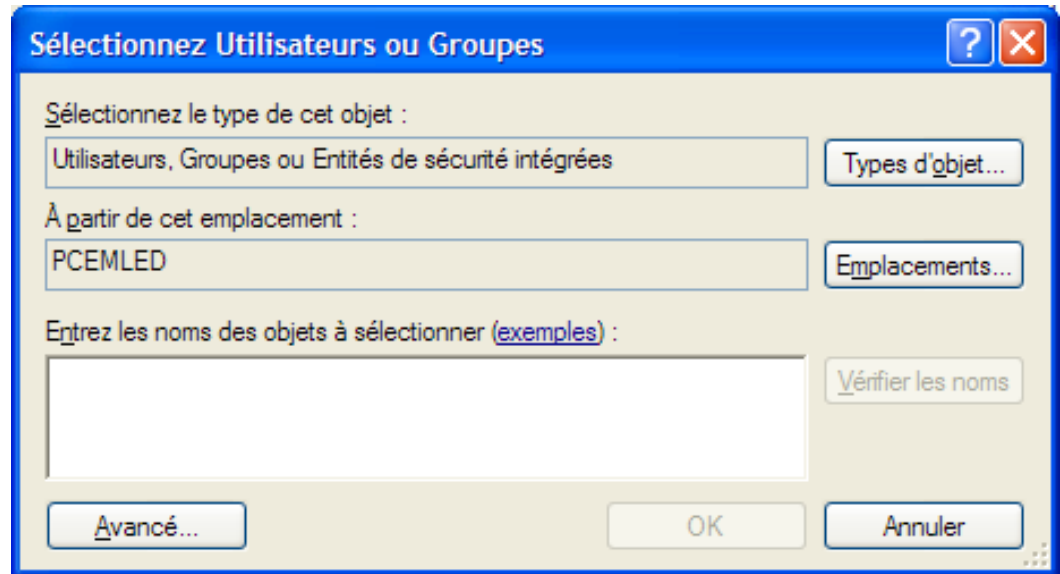 Sélectionnez Utilisateurs ou Groupes
?
Sélectionnez le type de cet objet :
Utilisateurs, Groupes ou Entités de sécurité intégrées
Types d'objet...
À partir de cet emplacement :
PCEMLED
Emplacements...
Entrez les noms des objets à sélectionner (exemples) :
Vérifier les noms
Avancé...
OK
Annuler